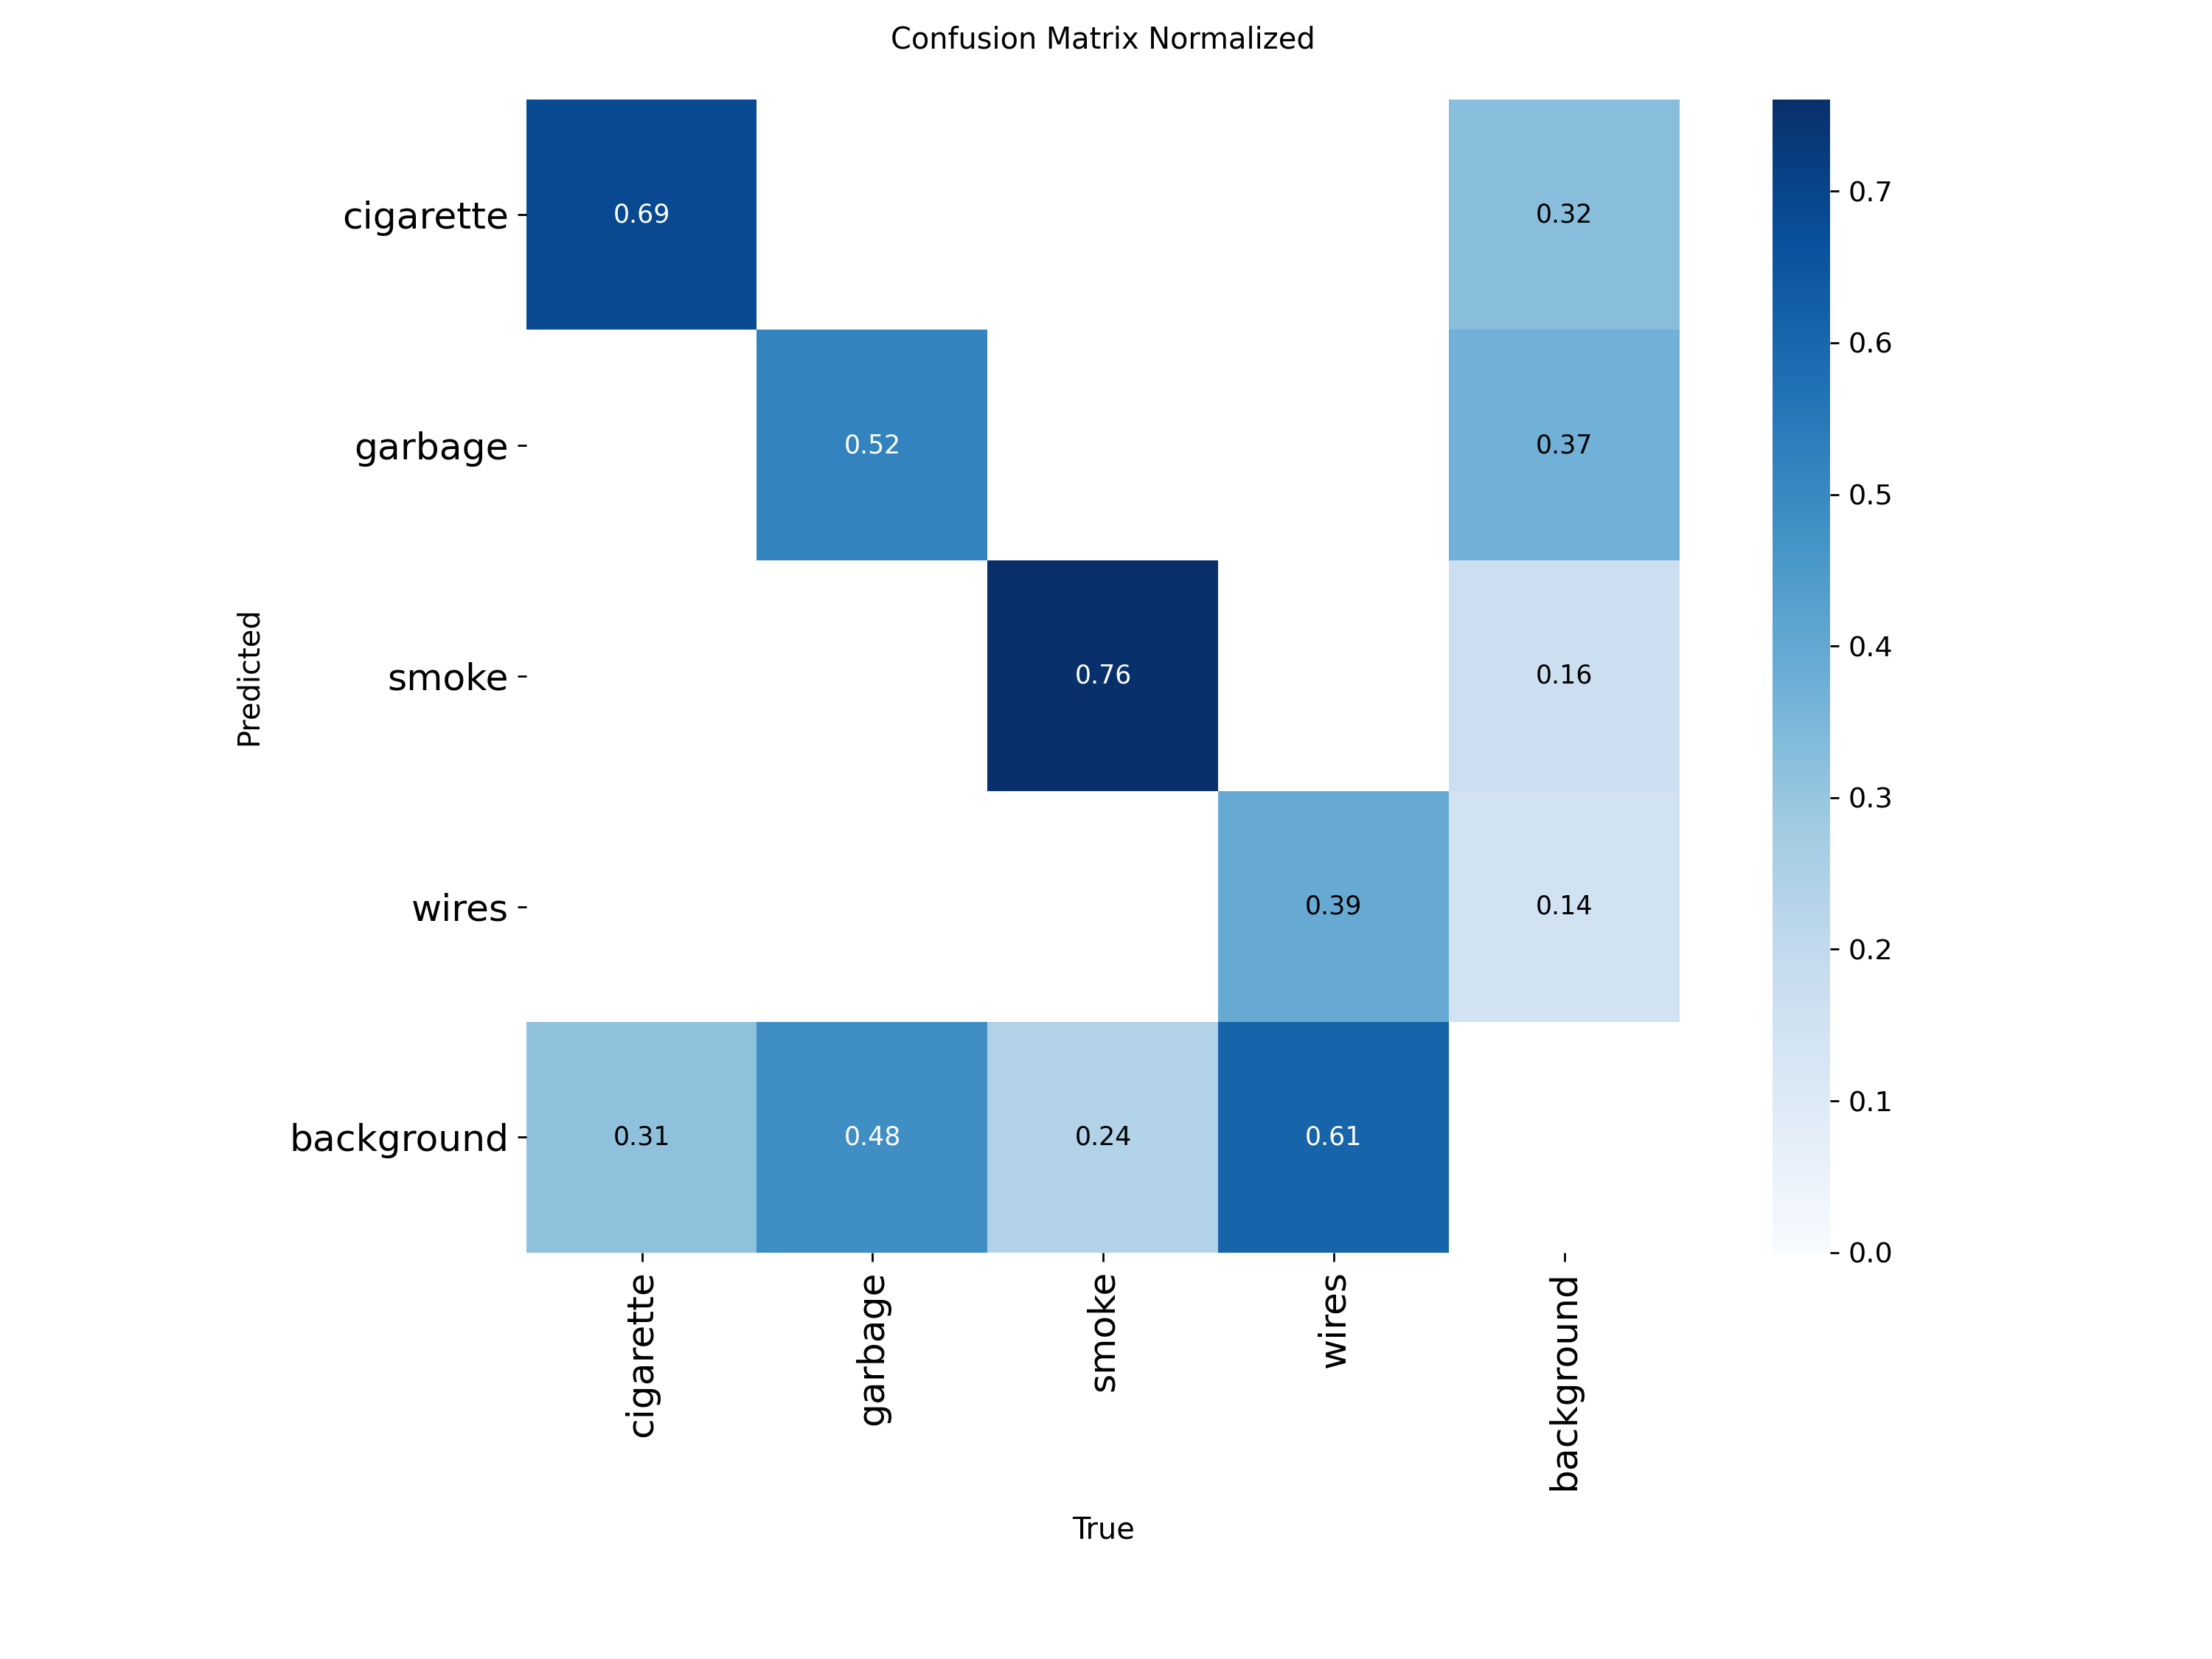 Confusion Matrix Normalized
cigarette
0.69
0.32
0.7
0.6
garbage
0.52
0.37
0.5
0.4
Predicted
smoke
0.76
0.16
0.3
wires
0.39
0.14
0.2
0.1
background
0.31
0.48
0.24
0.61
0.0
cigarette
garbage
smoke
wires
background
True